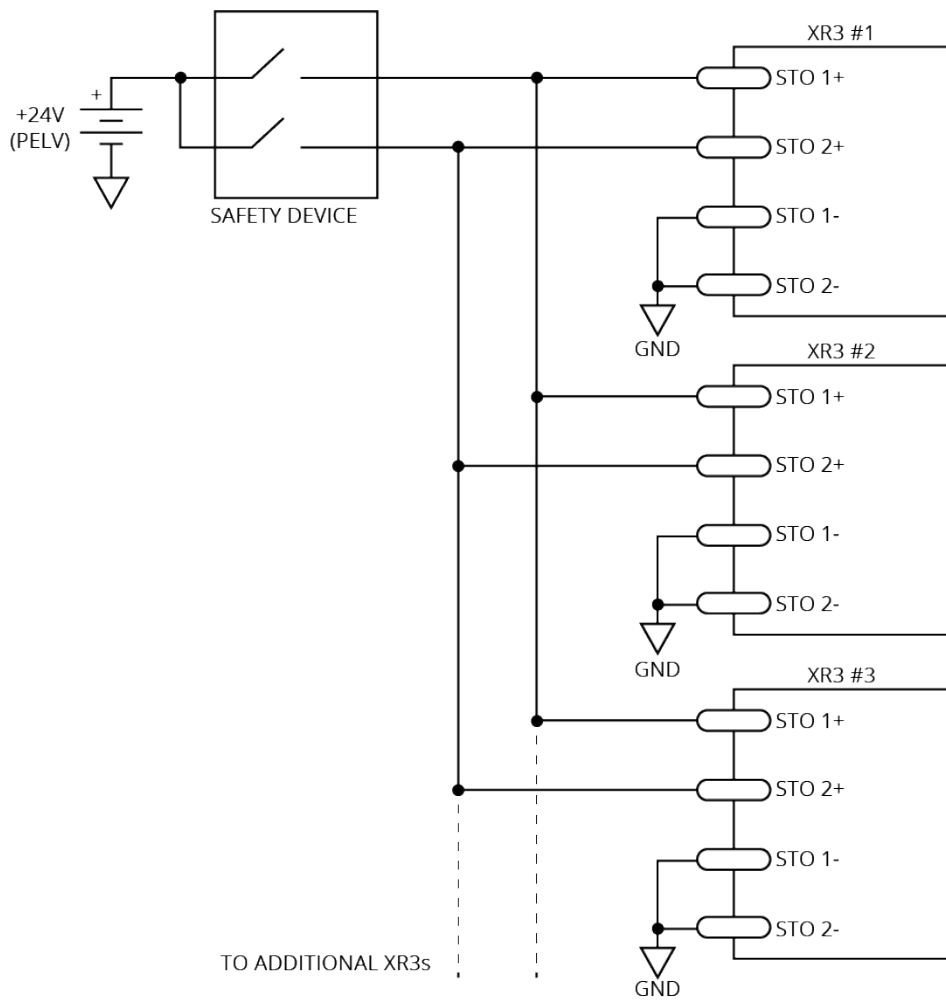 XR3 #1
STO 1+
+
+24V
(PELV)
STO 2+
SAFETY DEVICE
STO 1-
STO 2-
GND
XR3 #2
STO 1+
STO 2+
STO 1-
STO 2-
GND
XR3 #3
STO 1+
STO 2+
STO 1-
STO 2-
TO ADDITIONAL XR3s
GND